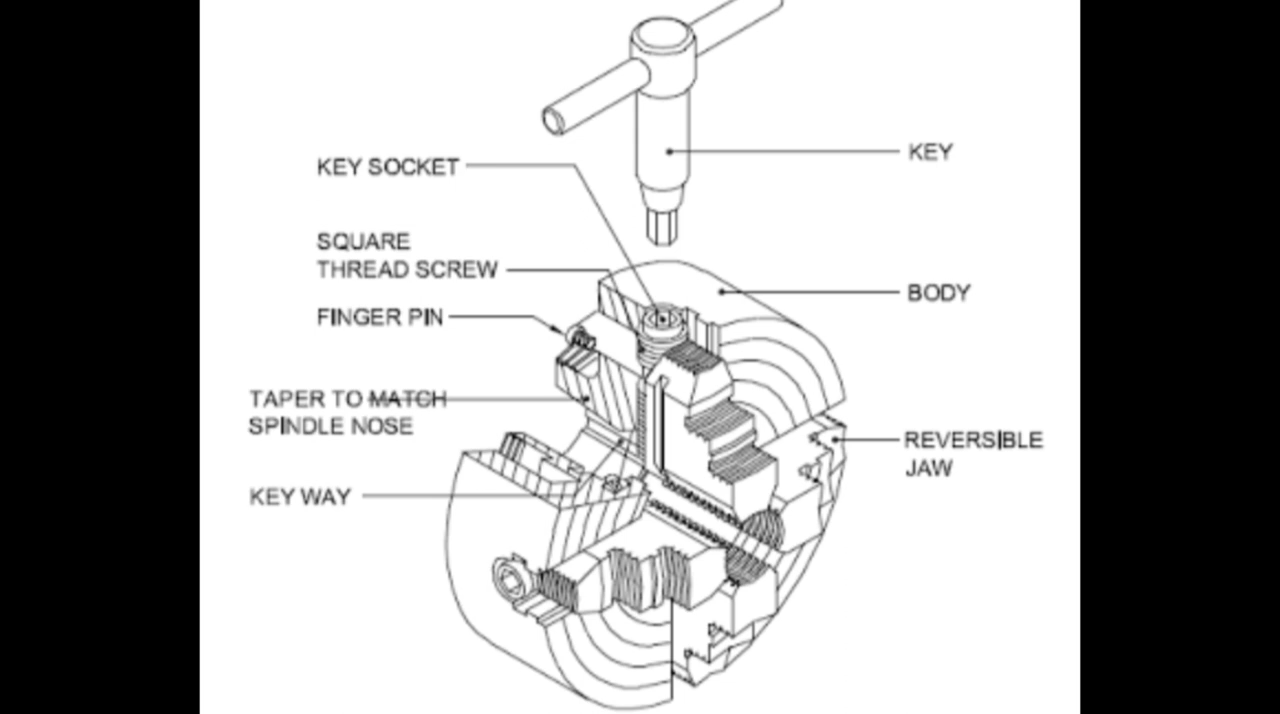 KEY SOCKET
KEY
SQUARE
THREAD SCREW
BODY
FINGER PIN
TAPER TO MATCH
SPINDLE NOSE
REVERSIBLE
JAW
KEY WAY